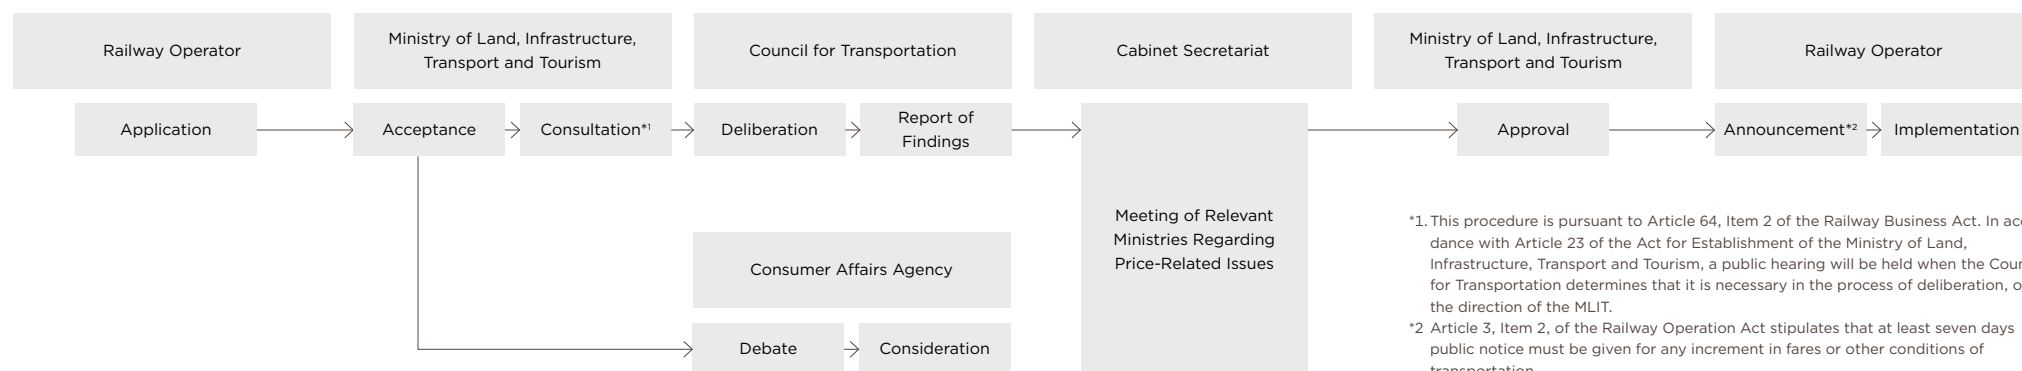 Railway Operator
Ministry of Land, Infrastructure,
Transport and Tourism
Council for Transportation
Cabinet Secretariat
Ministry of Land, Infrastructure,
Transport and Tourism
Railway Operator
Application
Acceptance
Consultation*1
Deliberation
Report of
Findings
Approval
Announcement*2
Implementation
Meeting of Relevant
Ministries Regarding
Price-Related Issues
Consumer Affairs Agency
Debate
Consideration
*1. This procedure is pursuant to Article 64, Item 2 of the Railway Business Act. In
dance with Article 23 of the Act for Establishment of the Ministry of Land,
Infrastructure, Transport and Tourism, a public hearing will be held when the
for Transportation determines that it is necessary in the process of deliberation,
the direction of the MLIT.
*2 Article 3, Item 2, of the Railway Operation Act stipulates that at least seven days
public notice must be given for any increment in fares or other conditions of